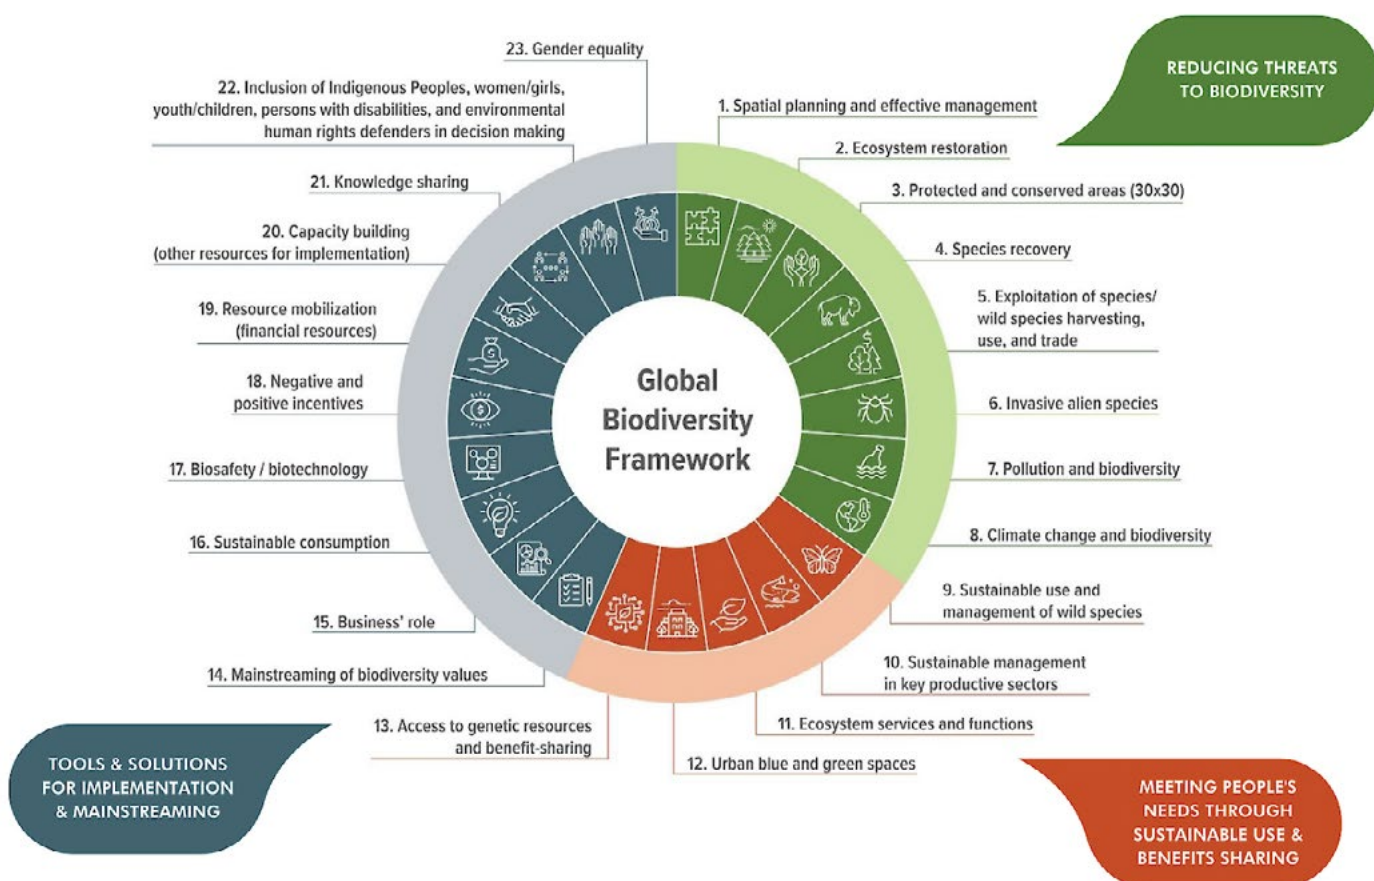 23. Gender equality
22. Inclusion of Indigenous Peoples, women/girls,
youth/children, persons with disabilities, and environmental
human rights defenders in decision making
21. Knowledge sharing
20. Capacity building
(other resources for implementation)
19. Resource mobilization
(financial resources)
18. Negative and
positive incentives
17. Biosafety / biotechnology
16. Sustainable consumption
15. Business' role
14. Mainstreaming of biodiversity values
13. Access to genetic resources
and benefit-sharing
12. Urban blue and green spaces
11. Ecosystem services and functions
10. Sustainable management
in key productive sectors
9. Sustainable use and
management of wild species
8. Climate change and biodiversity
7. Pollution and biodiversity
6. Invasive alien species
5. Exploitation of species/
wild species harvesting,
use, and trade
4. Species recovery
3. Protected and conserved areas (30x30)
2. Ecosystem restoration
1. Spatial planning and effective management
Global
Biodiversity
Framework
REDUCING THREATS
TO BIODIVERSITY
TOOLS & SOLUTIONS
FOR IMPLEMENTATION
& MAINSTREAMING
MEETING PEOPLE'S
NEEDS THROUGH
SUSTAINABLE USE &
BENEFITS SHARING